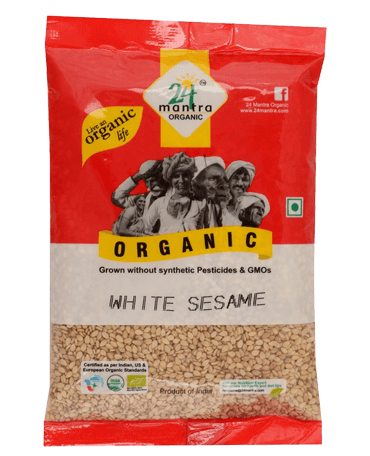 24
mantra
ORGANIC
Live an
organic
life
24 Mantra Organic
www.24mantra.com
ORGANIC
Grown without synthetic Pesticides & GMOs
WHITE SESAME
Certified as per Indian, US &
European Organic Standards
Product of India